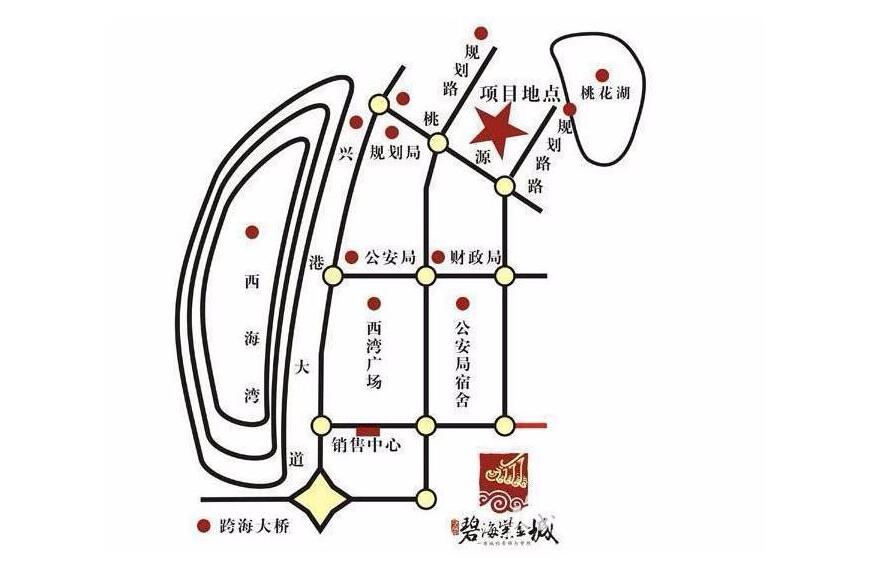 规划路
桃花湖
项目地点
规划路
桃源路
规划局
兴港大道
公安局
财政局
西海湾
西湾广场
公安局宿舍
销售中心
跨海大桥
碧海紫金城